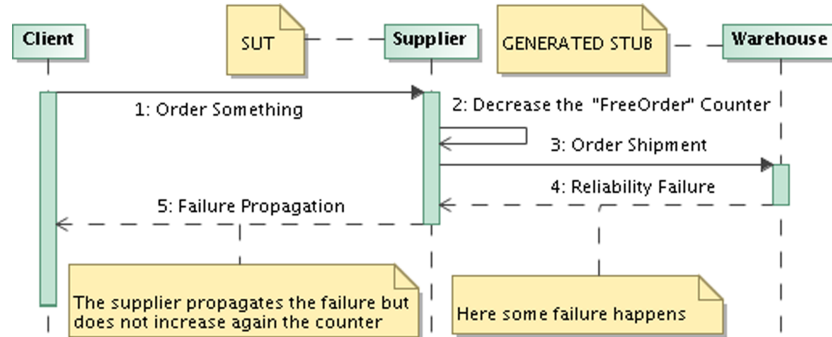 Client
SUT
Supplier
GENERATED STUB
Warehouse
1: Order Something
2: Decrease the "FreeOrder" Counter
3: Order Shipment
4: Reliability Failure
5: Failure Propagation
The supplier propagates the failure but
does not increase again the counter
Here some failure happens